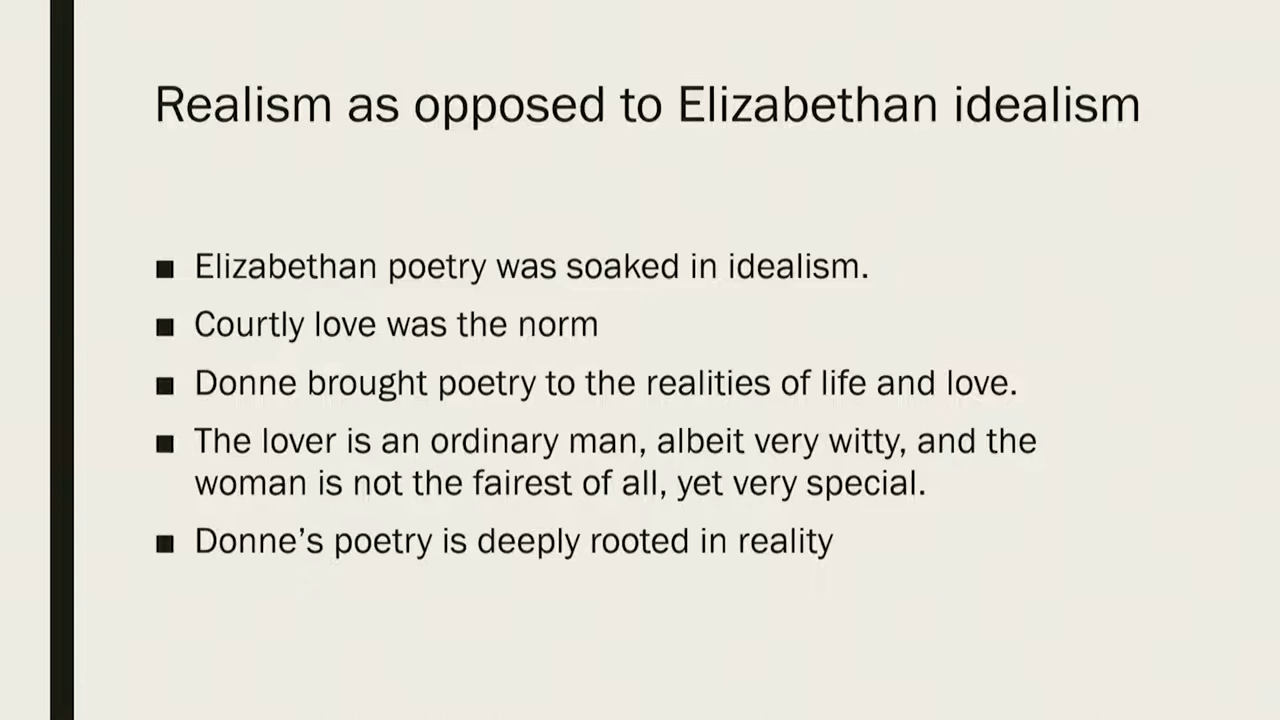 Realism as opposed to Elizabethan idealism
■ Elizabethan poetry was soaked in idealism.
■ Courtly love was the norm
■ Donne brought poetry to the realities of life and love.
■ The lover is an ordinary man, albeit very witty, and the
woman is not the fairest of all, yet very special.
■ Donne’s poetry is deeply rooted in reality